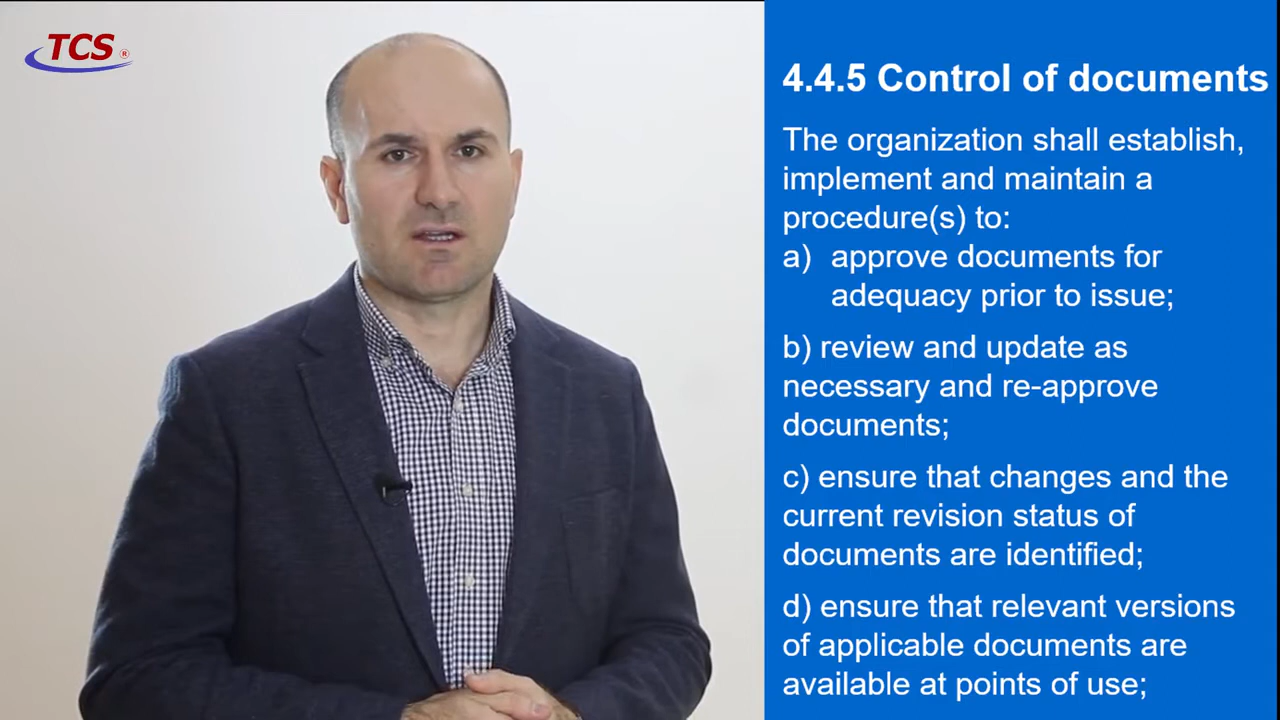 TCS ®
4.4.5 Control of documents
The organization shall establish,
implement and maintain a
procedure(s) to:
a) approve documents for
adequacy prior to issue;
b) review and update as
necessary and re-approve
documents;
c) ensure that changes and the
current revision status of
documents are identified;
d) ensure that relevant versions
of applicable documents are
available at points of use;